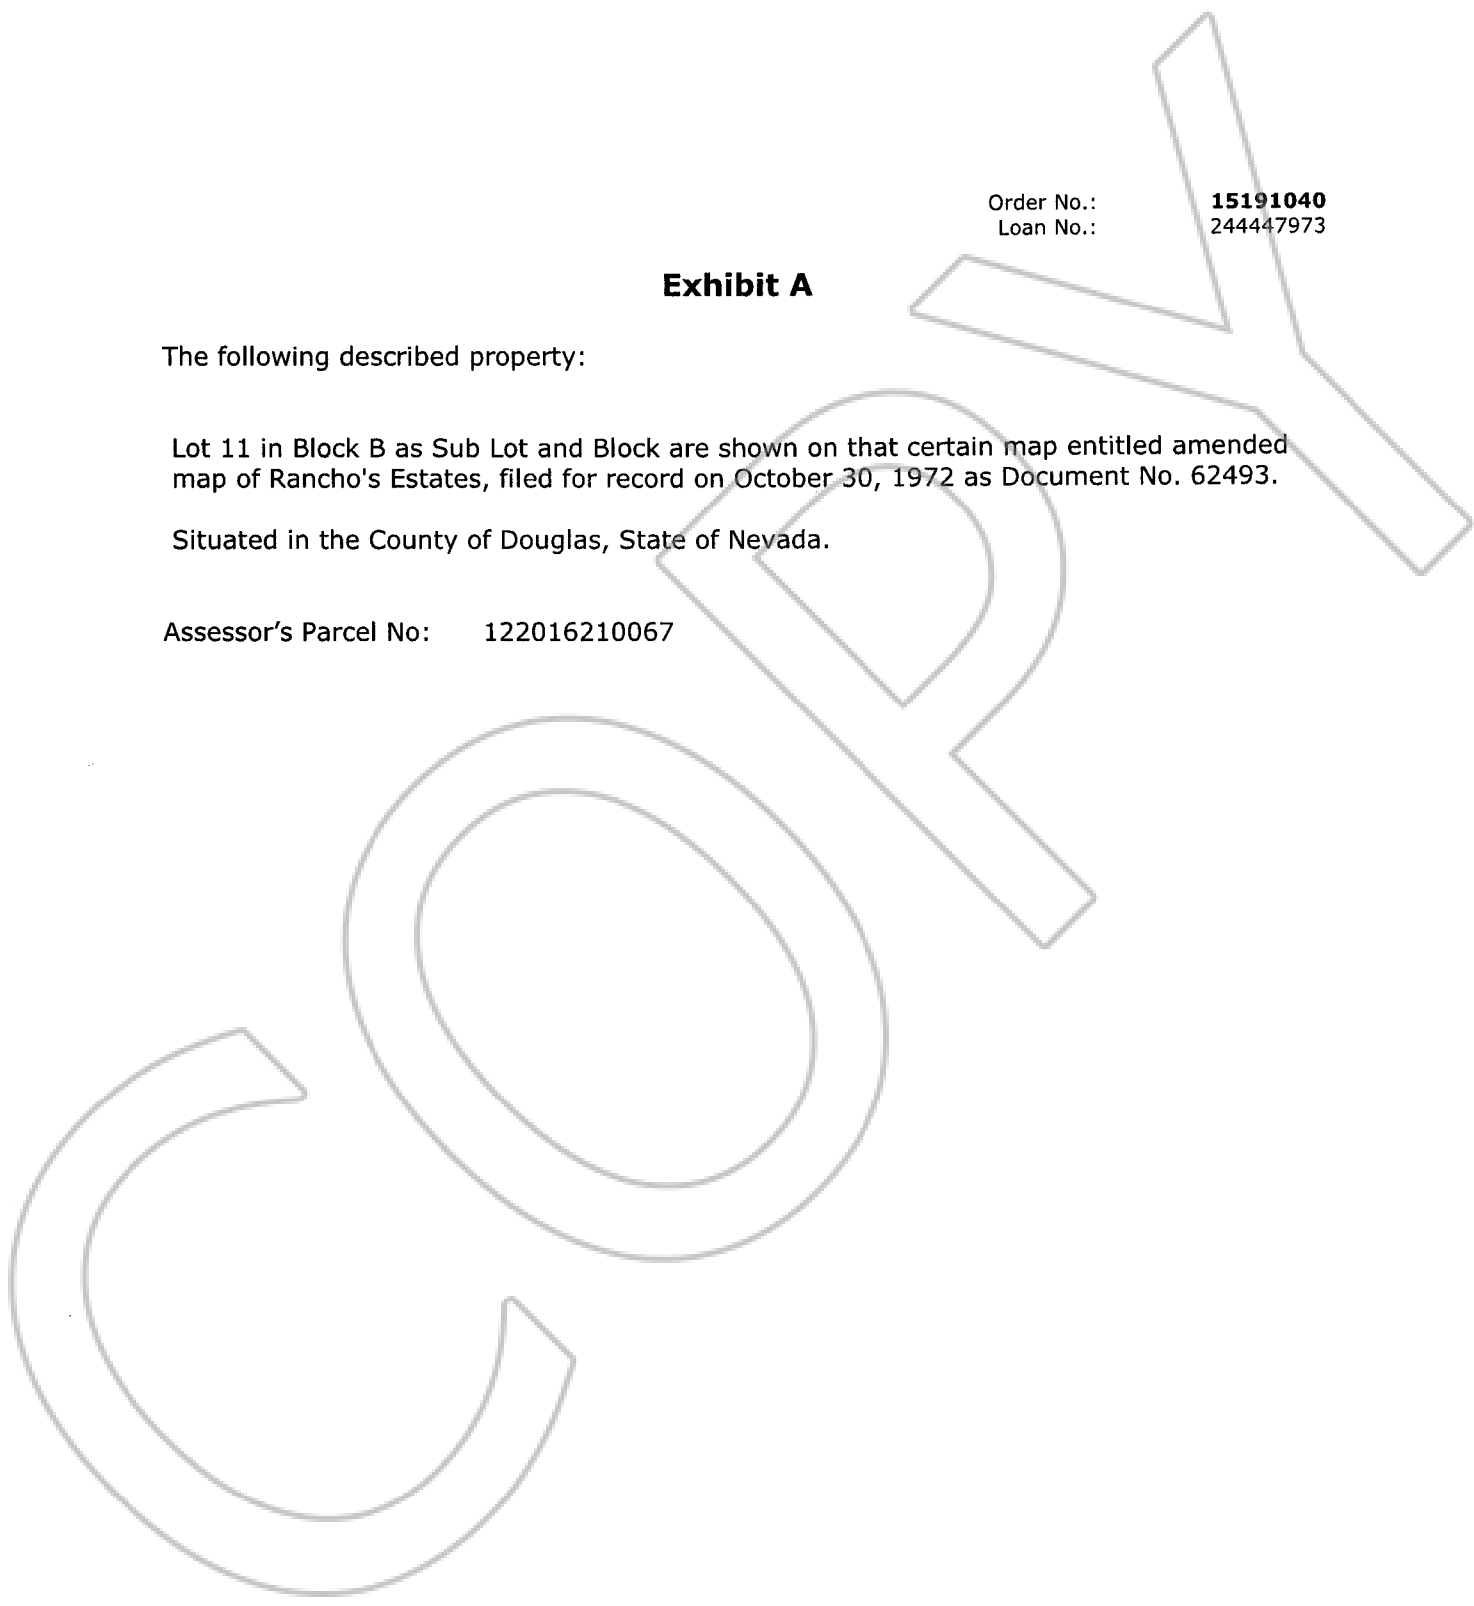 Order No.: 15191040
Loan No.: 244447973
Exhibit A
The following described property:
Lot 11 in Block B as Sub Lot and Block are shown on that certain map entitled amended
map of Rancho's Estates, filed for record on October 30, 1972 as Document No. 62493.
Situated in the County of Douglas, State of Nevada.
Assessor's Parcel No: 122016210067
COPY